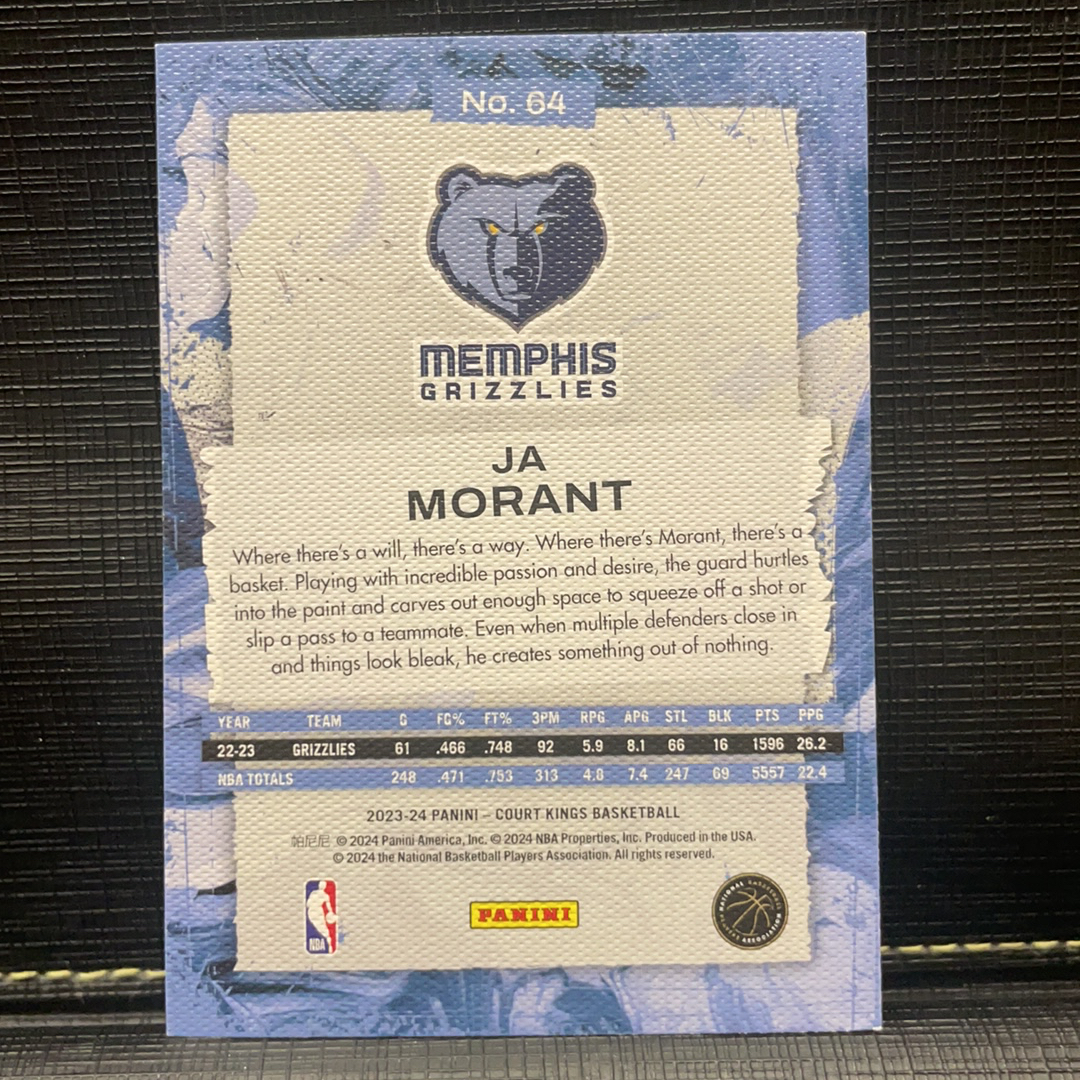 No. 64
MEMPHIS
GRIZZLIES
JA
MORANT
Where there's a will, there's a way. Where there's Morant, there's a
basket. Playing with incredible passion and desire, the guard hurtles
into the paint and carves out enough space to squeeze off a shot or
slip a pass to a teammate. Even when multiple defenders close in
and things look bleak, he creates something out of nothing.
YEAR TEAM G FG% FT% 3PM RPG APG STL BLK PTS PPG
22-23 GRIZZLIES 61 .466 .748 92 5.9 8.1 66 16 1596 26.2
NBA TOTALS 248 .471 .753 313 4.8 7.4 247 69 5557 22.4
2023-24 PANINI – COURT KINGS BASKETBALL
帕尼尼 © 2024 Panini America, Inc. © 2024 NBA Properties, Inc. Produced in the USA.
© 2024 the National Basketball Players Association. All rights reserved.
NBA
PANINI
NATIONAL BASKETBALL PLAYERS ASSOCIATION